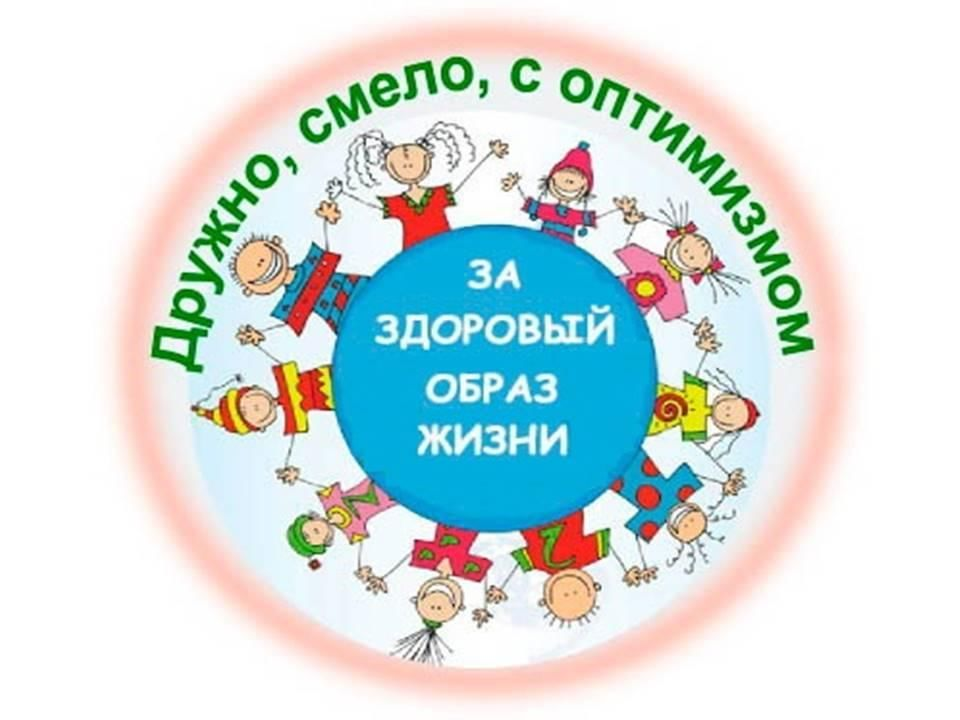 Дружно, смело, с оптимизмом
ЗА
ЗДОРОВЫЙ
ОБРАЗ
ЖИЗНИ